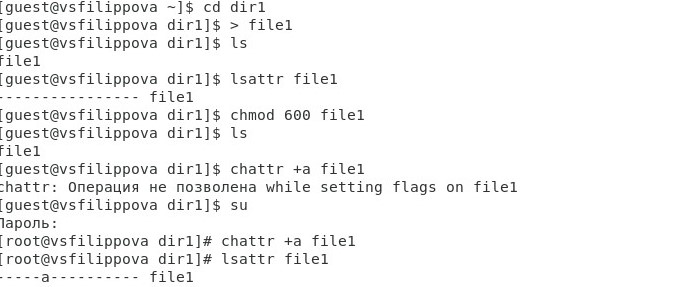 [guest@vsfilippova ~]$ cd dir1
[guest@vsfilippova dir1]$ > file1
[guest@vsfilippova dir1]$ ls
file1
[guest@vsfilippova dir1]$ lsattr file1
---------------- file1
[guest@vsfilippova dir1]$ chmod 600 file1
[guest@vsfilippova dir1]$ ls
file1
[guest@vsfilippova dir1]$ chattr +a file1
chattr: Операция не позволена while setting flags on file1
[guest@vsfilippova dir1]$ su
Пароль:
[root@vsfilippova dir1]# chattr +a file1
[root@vsfilippova dir1]# lsattr file1
-----a---------- file1